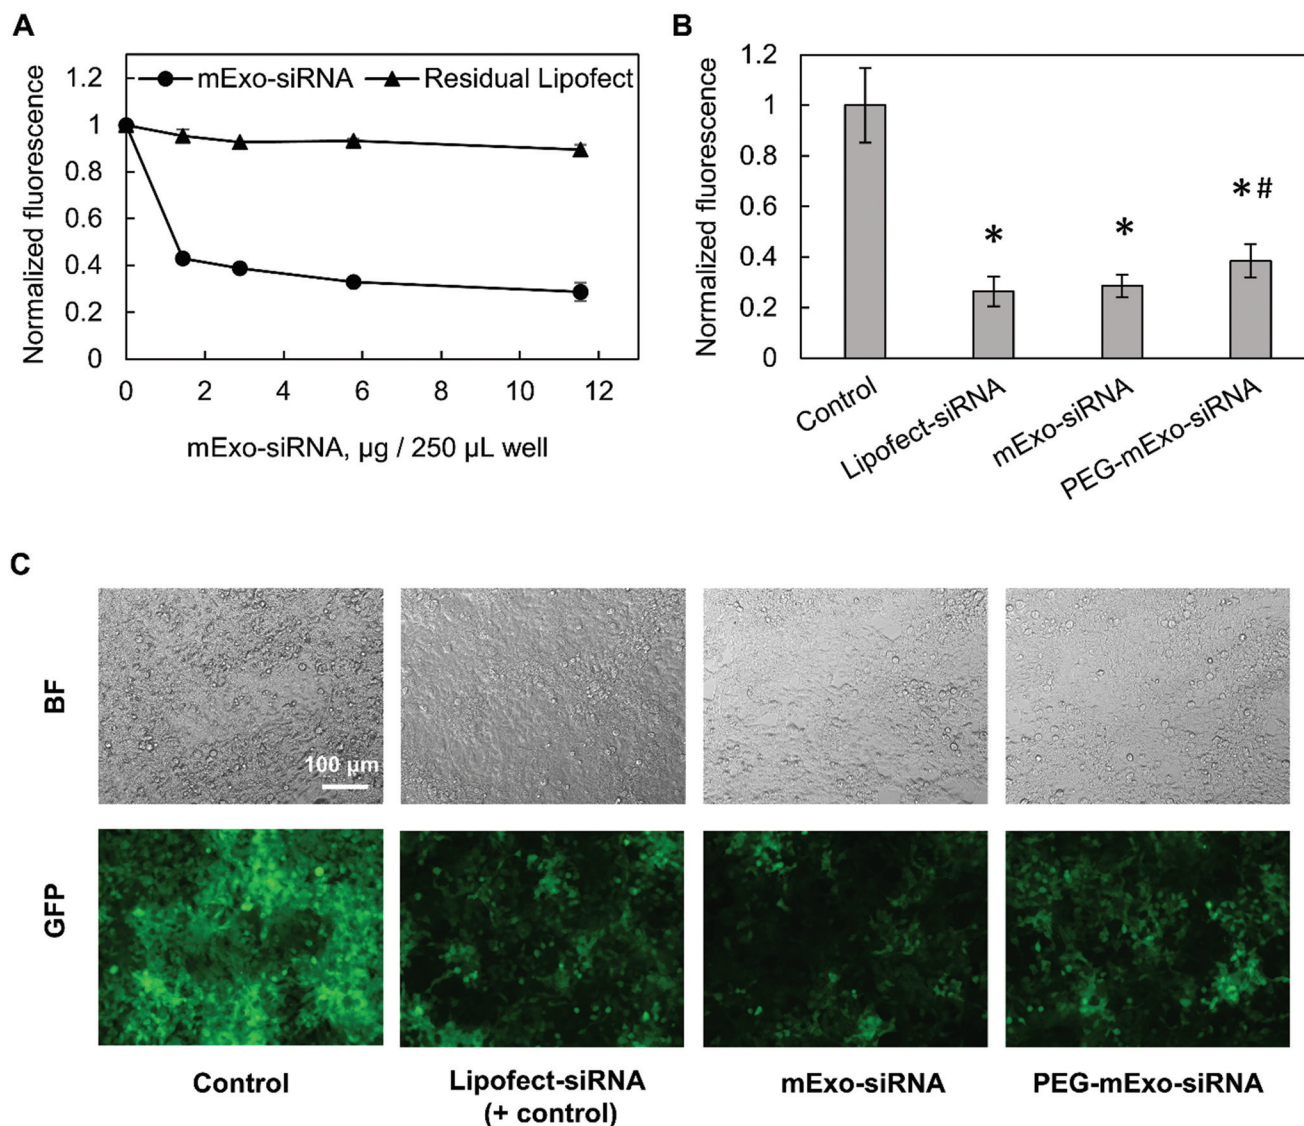 A
Normalized fluorescence
1.2
1
0.8
0.6
0.4
0.2
0
mExo-siRNA
Residual Lipofect
0 2 4 6 8 10 12
mExo-siRNA, µg / 250 µL well
B
Normalized fluorescence
1.2
1
0.8
0.6
0.4
0.2
0
*
*
* #
Control
Lipofect-siRNA
mExo-siRNA
PEG-mExo-siRNA
C
BF
100 µm
GFP
Control
Lipofect-siRNA
(+ control)
mExo-siRNA
PEG-mExo-siRNA